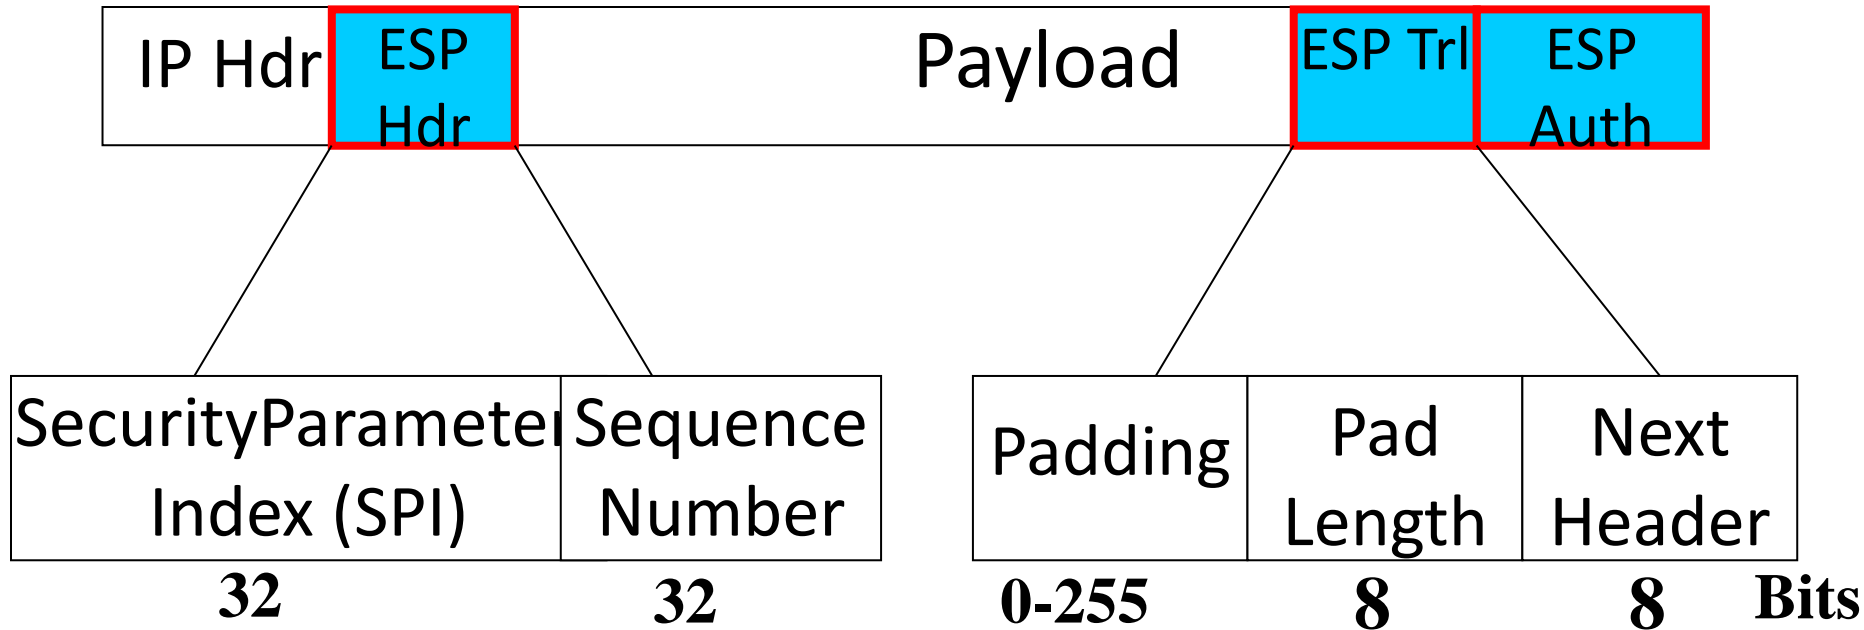 IP Hdr
ESP
Hdr
Payload
ESP Trl
ESP
Auth
SecurityParameter
Index (SPI)
Sequence
Number
Padding
Pad
Length
Next
Header
32
32
0-255
8
8
Bits